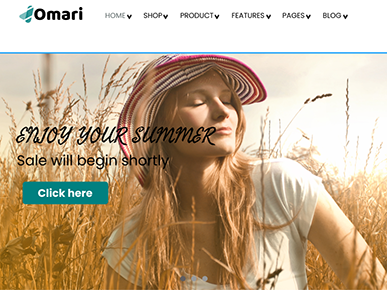 Omari
HOME SHOP PRODUCT FEATURES PAGES BLOG
ENJOY YOUR SUMMER
Sale will begin shortly
Click here